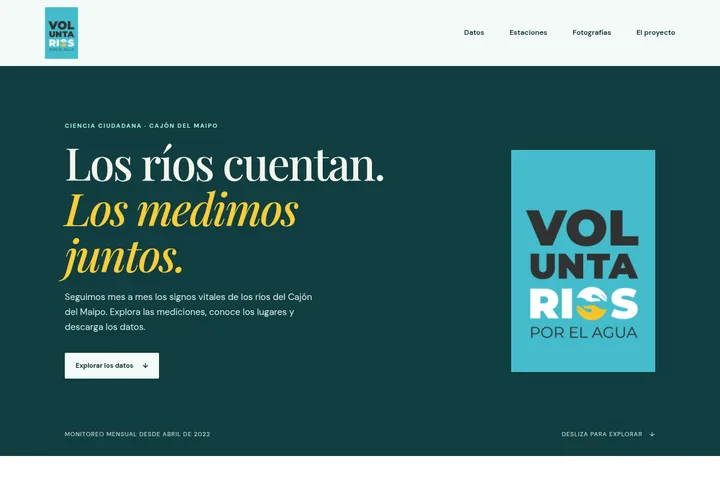 VOL
UNTA
RIOS
POR EL AGUA
Datos
Estaciones
Fotografías
El proyecto
CIENCIA CIUDADANA · CAJÓN DEL MAIPO
Los ríos cuentan.
Los medimos
juntos.
Seguimos mes a mes los signos vitales de los ríos del Cajón
del Maipo. Explora las mediciones, conoce los lugares y
descarga los datos.
Explorar los datos ↓
VOL
UNTA
RIOS
POR EL AGUA
MONITOREO MENSUAL DESDE ABRIL DE 2022
DESLIZA PARA EXPLORAR ↓